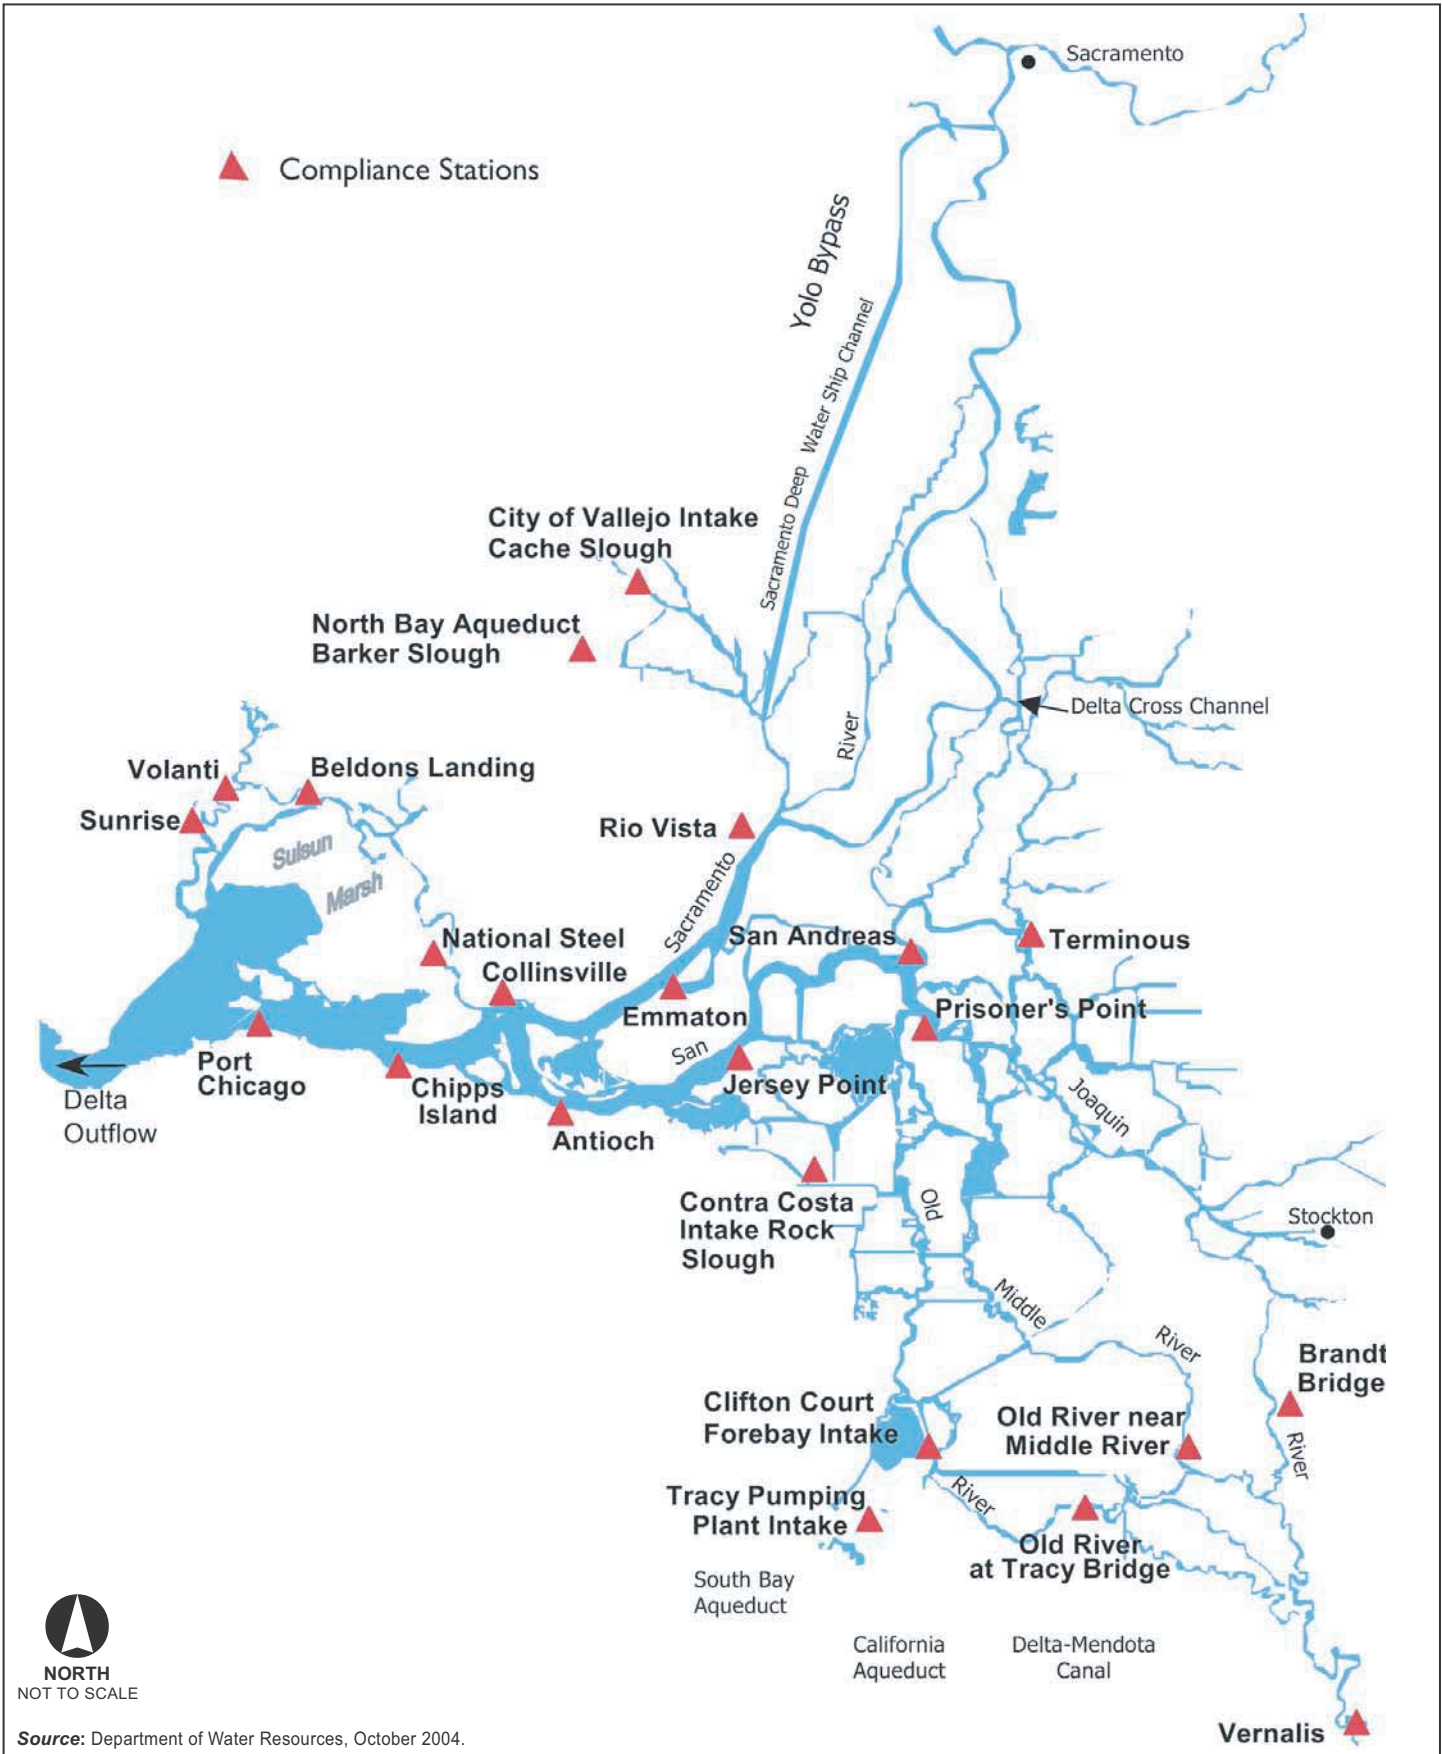 Sacramento
Compliance Stations
Yolo Bypass
Sacramento Deep Water Ship Channel
City of Vallejo Intake
Cache Slough
North Bay Aqueduct
Barker Slough
River
Delta Cross Channel
Volanti
Beldons Landing
Sunrise
Rio Vista
Suisun
Marsh
Sacramento
San Andreas
National Steel
Terminous
Collinsville
Prisoner's Point
Emmaton
San
Port
Chicago
Chipps
Island
Jersey Point
Joaquin
Delta
Outflow
Antioch
Contra Costa
Intake Rock
Slough
Old
Stockton
Middle
River
Brandt
Bridge
Clifton Court
Forebay Intake
Old River near
Middle River
River
Tracy Pumping
Plant Intake
River
Old River
at Tracy Bridge
South Bay
Aqueduct
California
Aqueduct
Delta-Mendota
Canal
NORTH
NOT TO SCALE
Vernalis
Source: Department of Water Resources, October 2004.